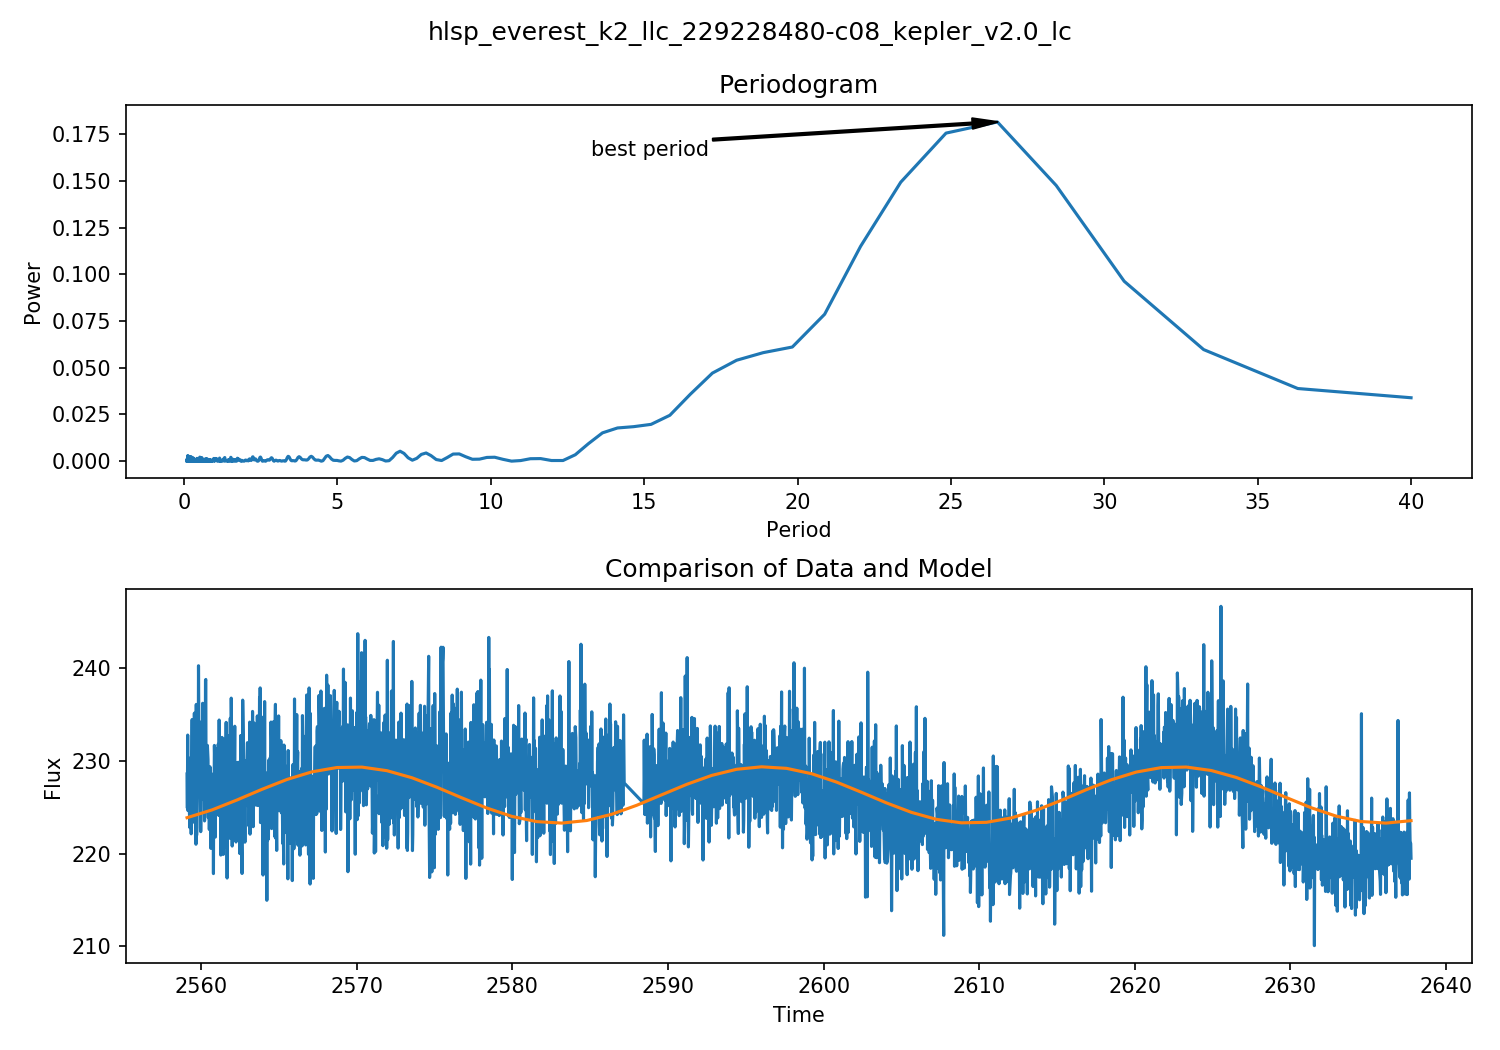 hlsp_everest_k2_llc_229228480-c08_kepler_v2.0_lc
Periodogram
0.175
0.150
0.125
0.100
0.075
0.050
0.025
0.000
Power
best period
0 5 10 15 20 25 30 35 40
Period
Comparison of Data and Model
240
230
220
210
Flux
2560 2570 2580 2590 2600 2610 2620 2630 2640
Time